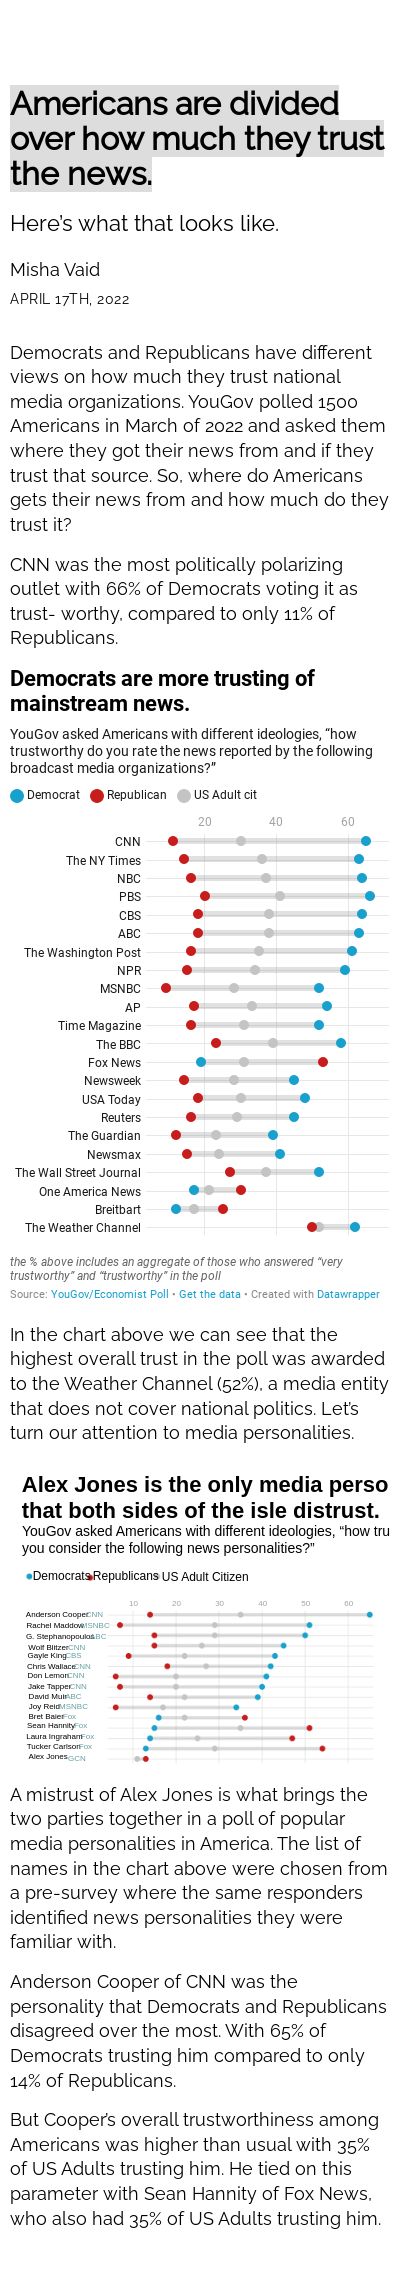 Americans are divided
over how much they trust
the news.
Here's what that looks like.
Misha Vaid
APRIL 17TH, 2022
Democrats and Republicans have different
views on how much they trust national
media organizations. YouGov polled 1500
Americans in March of 2022 and asked them
where they got their news from and if they
trust that source. So, where do Americans
gets their news from and how much do they
trust it?
CNN was the most politically polarizing
outlet with 66% of Democrats voting it as
trust- worthy, compared to only 11% of
Republicans.
Democrats are more trusting of
mainstream news.
YouGov asked Americans with different ideologies, “how
trustworthy do you rate the news reported by the following
broadcast media organizations?”
Democrat Republican US Adult cit
20 40 60
CNN
The NY Times
NBC
PBS
CBS
ABC
The Washington Post
NPR
MSNBC
AP
Time Magazine
The BBC
Fox News
Newsweek
USA Today
Reuters
The Guardian
Newsmax
The Wall Street Journal
One America News
Breitbart
The Weather Channel
the % above includes an aggregate of those who answered “very
trustworthy” and “trustworthy” in the poll
Source: YouGov/Economist Poll • Get the data • Created with Datawrapper
In the chart above we can see that the
highest overall trust in the poll was awarded
to the Weather Channel (52%), a media entity
that does not cover national politics. Let's
turn our attention to media personalities.
Alex Jones is the only media perso
that both sides of the isle distrust.
YouGov asked Americans with different ideologies, “how tru
you consider the following news personalities?”
Democrats Republicans US Adult Citizen
10 20 30 40 50 60
Anderson Cooper CNN
Rachel Maddow MSNBC
G. Stephanopoulos ABC
Wolf Blitzer CNN
Gayle King CBS
Chris Wallace CNN
Don Lemon CNN
Jake Tapper CNN
David Muir ABC
Joy Reid MSNBC
Bret Baier Fox
Sean Hannity Fox
Laura Ingraham Fox
Tucker Carlson Fox
Alex Jones GCN
A mistrust of Alex Jones is what brings the
two parties together in a poll of popular
media personalities in America. The list of
names in the chart above were chosen from
a pre-survey where the same responders
identified news personalities they were
familiar with.
Anderson Cooper of CNN was the
personality that Democrats and Republicans
disagreed over the most. With 65% of
Democrats trusting him compared to only
14% of Republicans.
But Cooper's overall trustworthiness among
Americans was higher than usual with 35%
of US Adults trusting him. He tied on this
parameter with Sean Hannity of Fox News,
who also had 35% of US Adults trusting him.